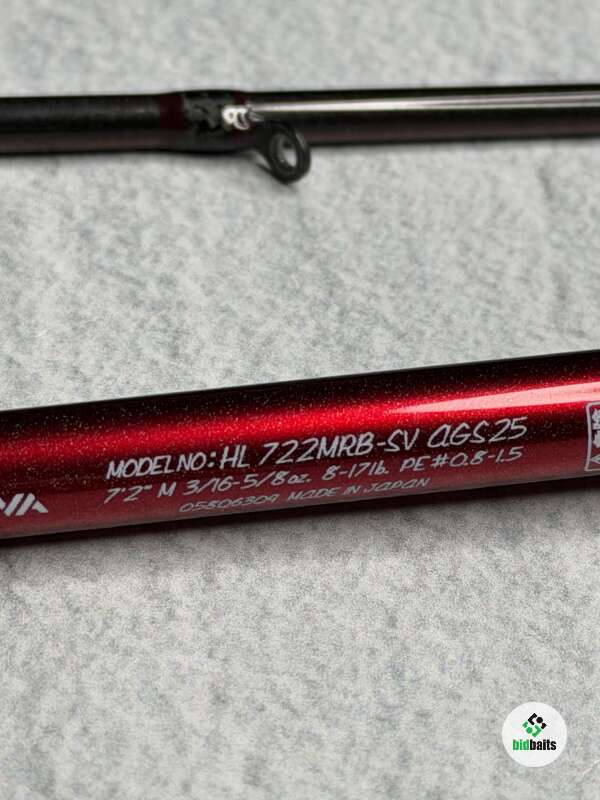 MODEL NO: HL 722MRB-SV AGS25
7'2" M 3/16-5/8oz. 8-17lb. PE#0.8-1.5
05806309 MADE IN JAPAN
bidbaits